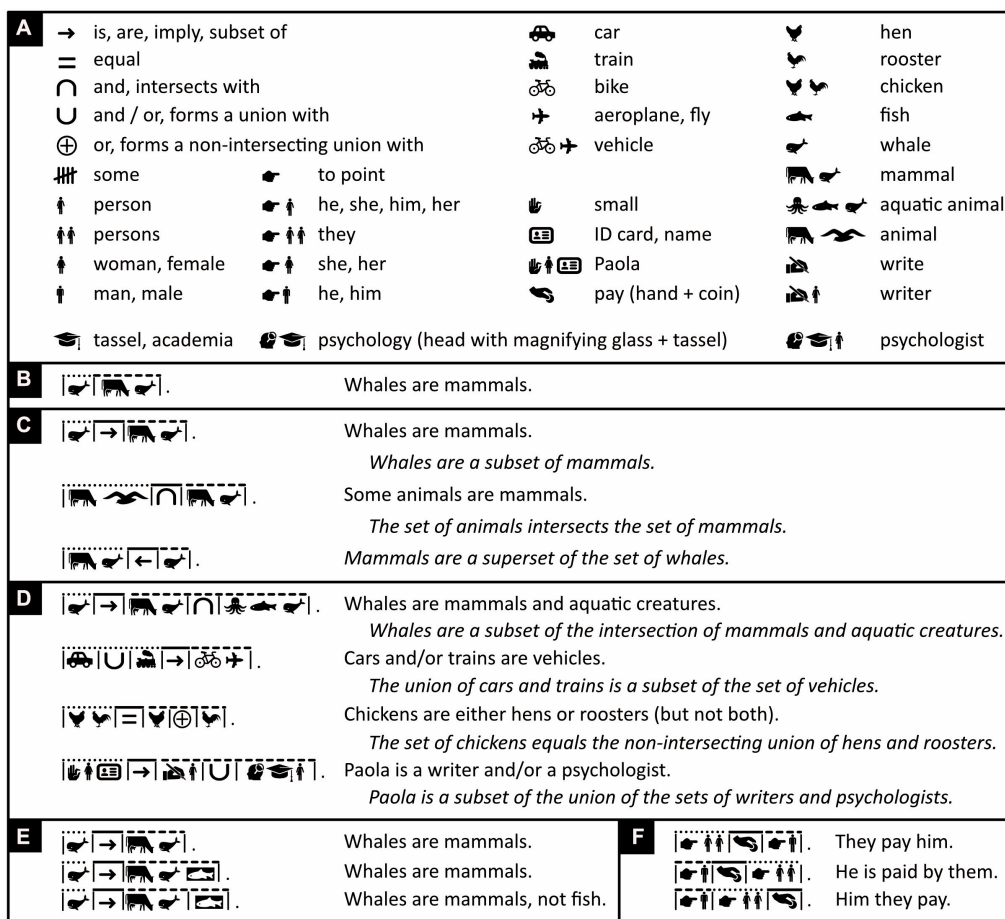 A → is, are, imply, subset of car hen
= equal train rooster
∩ and, intersects with bike chicken
∪ and / or, forms a union with aeroplane, fly fish
⊕ or, forms a non-intersecting union with vehicle whale
some to point mammal
person he, she, him, her small aquatic animal
persons they ID card, name animal
woman, female she, her Paola write
man, male he, him pay (hand + coin) writer
tassel, academia psychology (head with magnifying glass + tassel) psychologist
B Whales are mammals.
C → Whales are mammals.
Whales are a subset of mammals.
∩ Some animals are mammals.
The set of animals intersects the set of mammals.
← Mammals are a superset of the set of whales.
D → ∩ Whales are mammals and aquatic creatures.
Whales are a subset of the intersection of mammals and aquatic creatures.
∪ → Cars and/or trains are vehicles.
The union of cars and trains is a subset of the set of vehicles.
= ⊕ Chickens are either hens or roosters (but not both).
The set of chickens equals the non-intersecting union of hens and roosters.
→ ∪ Paola is a writer and/or a psychologist.
Paola is a subset of the union of the sets of writers and psychologists.
E → Whales are mammals. F They pay him.
→ Whales are mammals. He is paid by them.
→ Whales are mammals, not fish. Him they pay.